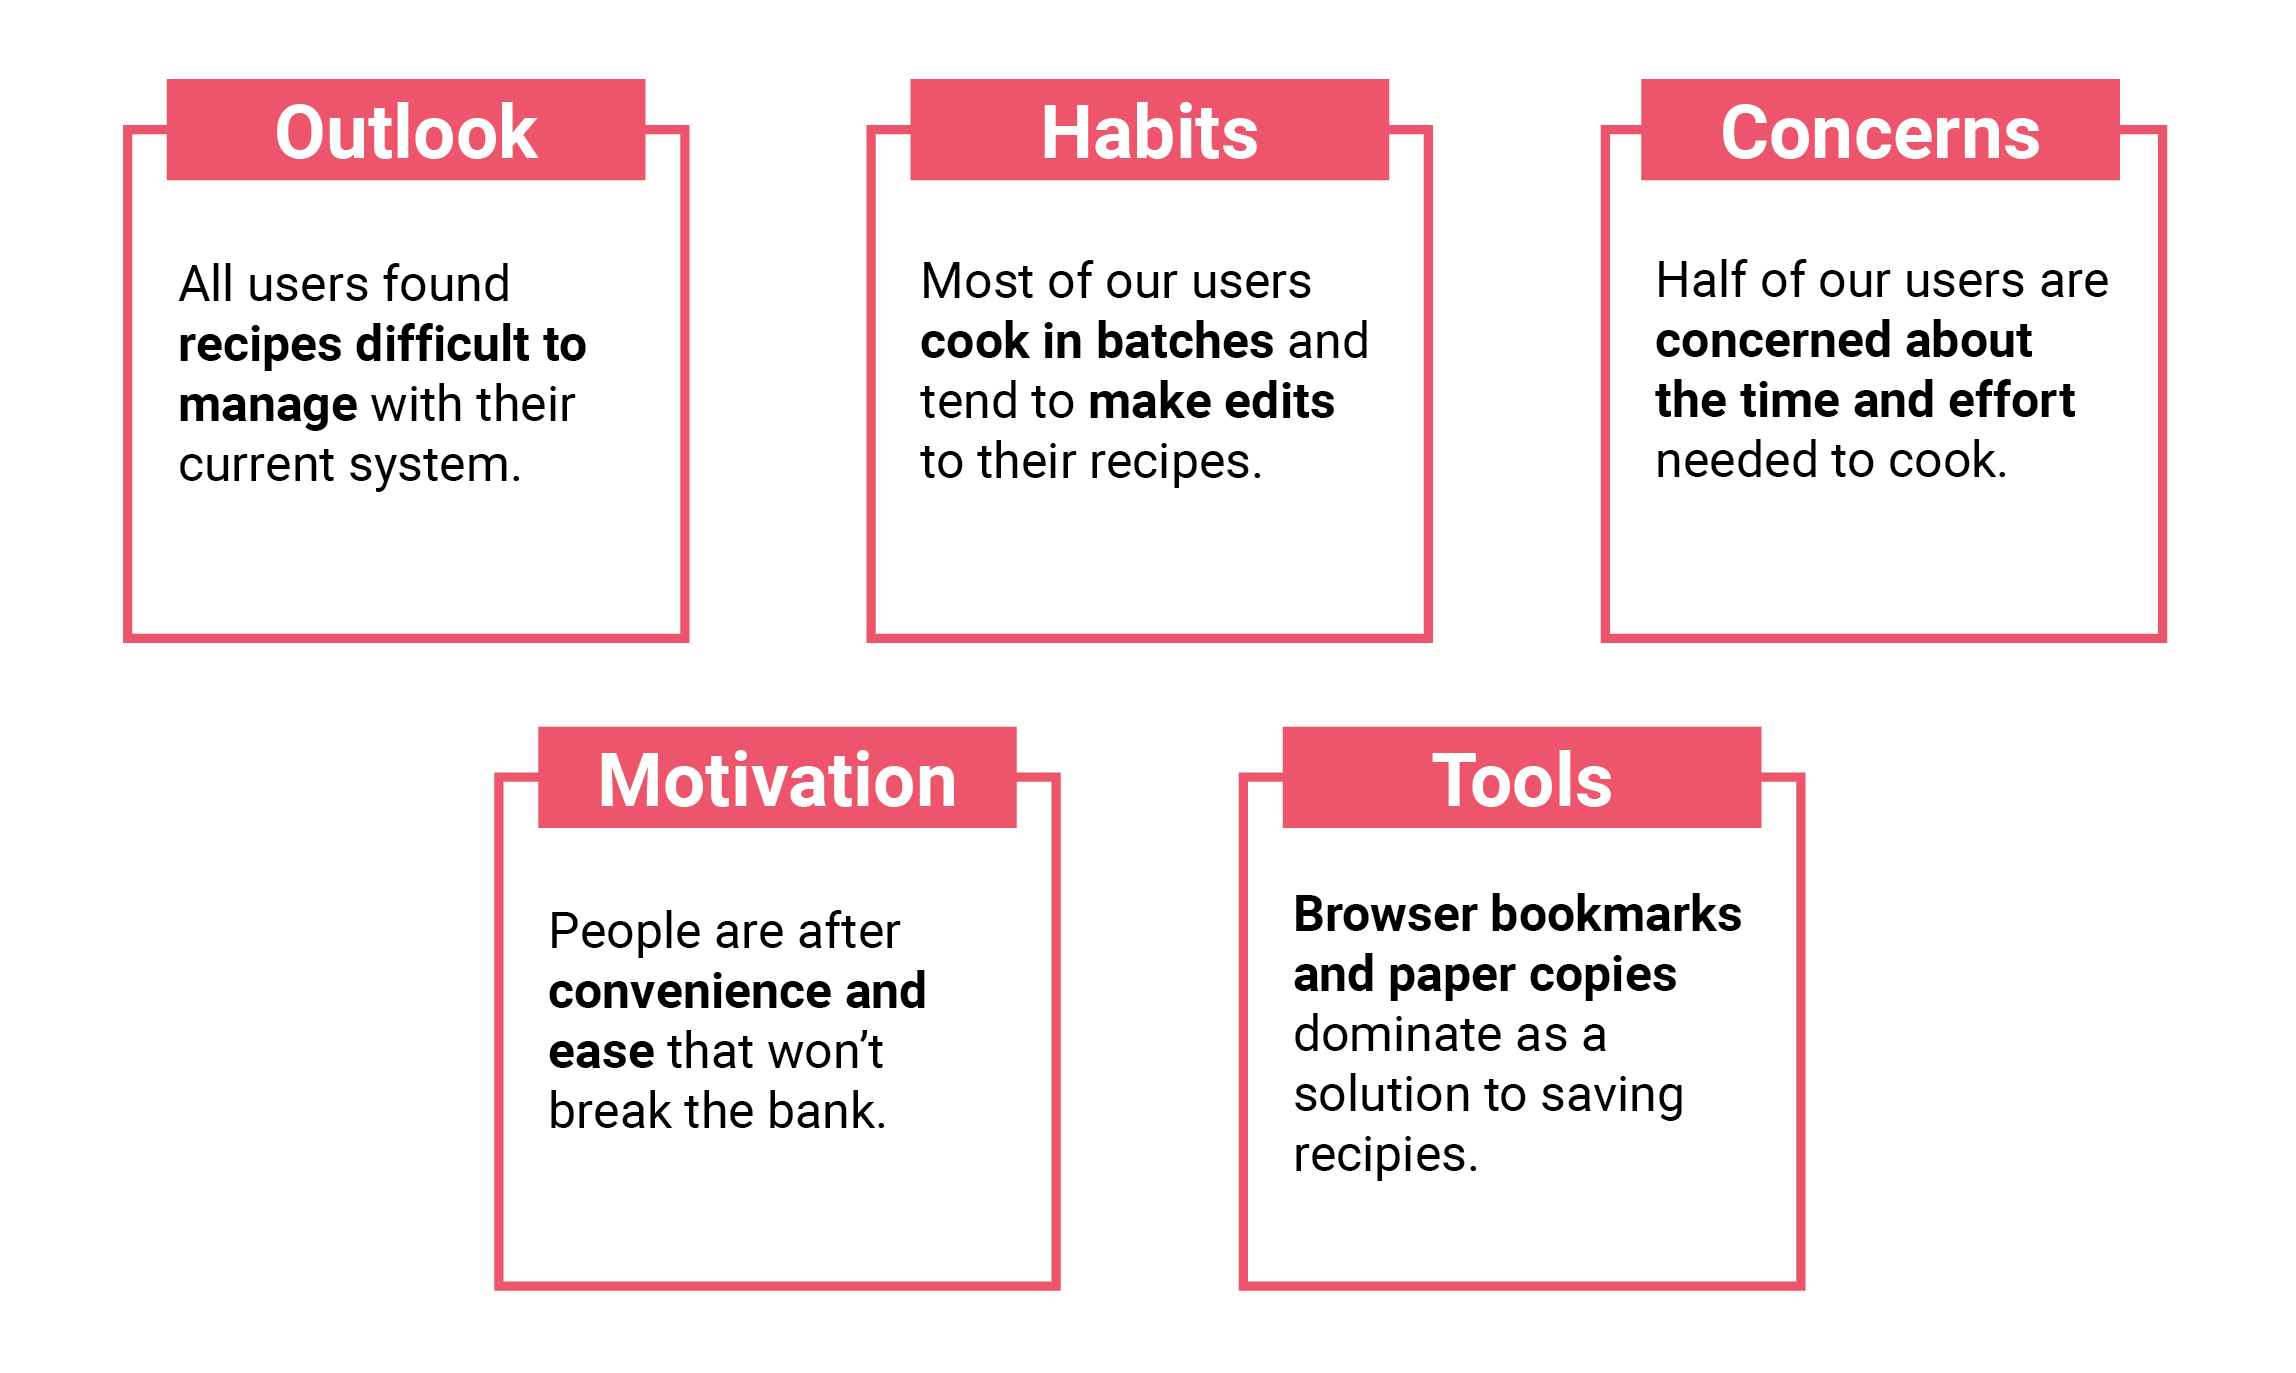 Outlook
All users found
recipes difficult to
manage with their
current system.
Habits
Most of our users
cook in batches and
tend to make edits
to their recipes.
Concerns
Half of our users are
concerned about
the time and effort
needed to cook.
Motivation
People are after
convenience and
ease that won’t
break the bank.
Tools
Browser bookmarks
and paper copies
dominate as a
solution to saving
recipies.